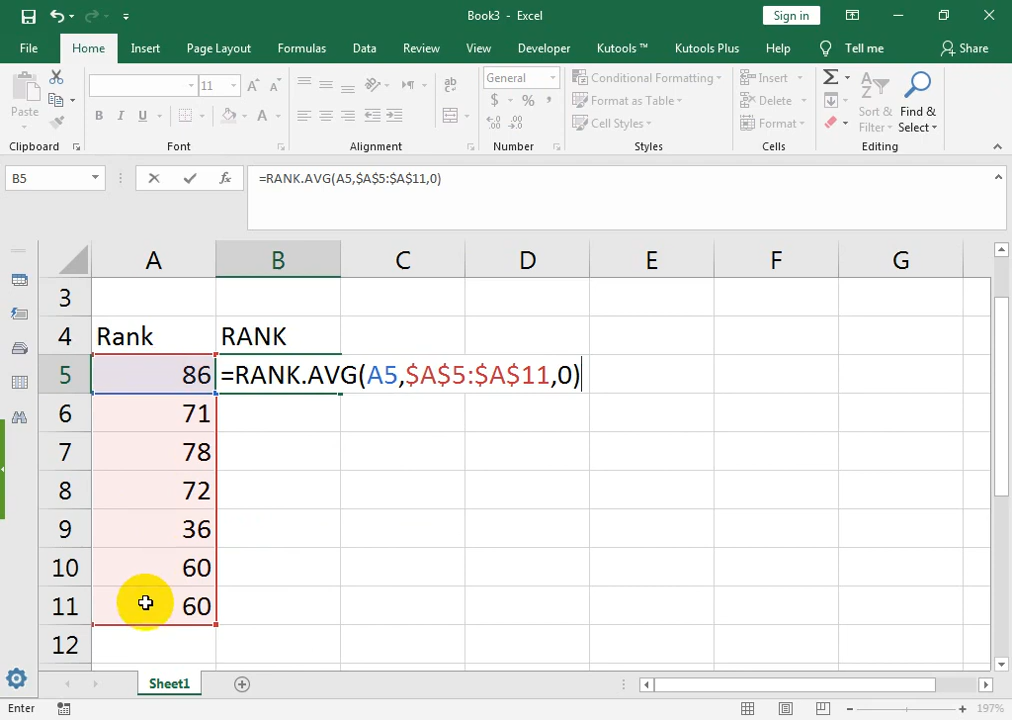 Book3 - Excel
Sign in
File Home Insert Page Layout Formulas Data Review View Developer Kutools ™ Kutools Plus Help Tell me Share
Paste
11
B I U
A A
ab
General
$ % ,
Conditional Formatting
Format as Table
Cell Styles
Insert
Delete
Format
Sort & Filter
Find & Select
Clipboard Font Alignment Number Styles Cells Editing
B5 fx =RANK.AVG(A5,$A$5:$A$11,0)
A B C D E F G
3
4 Rank RANK
5 86 =RANK.AVG(A5,$A$5:$A$11,0)
6 71
7 78
8 72
9 36
10 60
11 60
12
Sheet1
Enter 197%